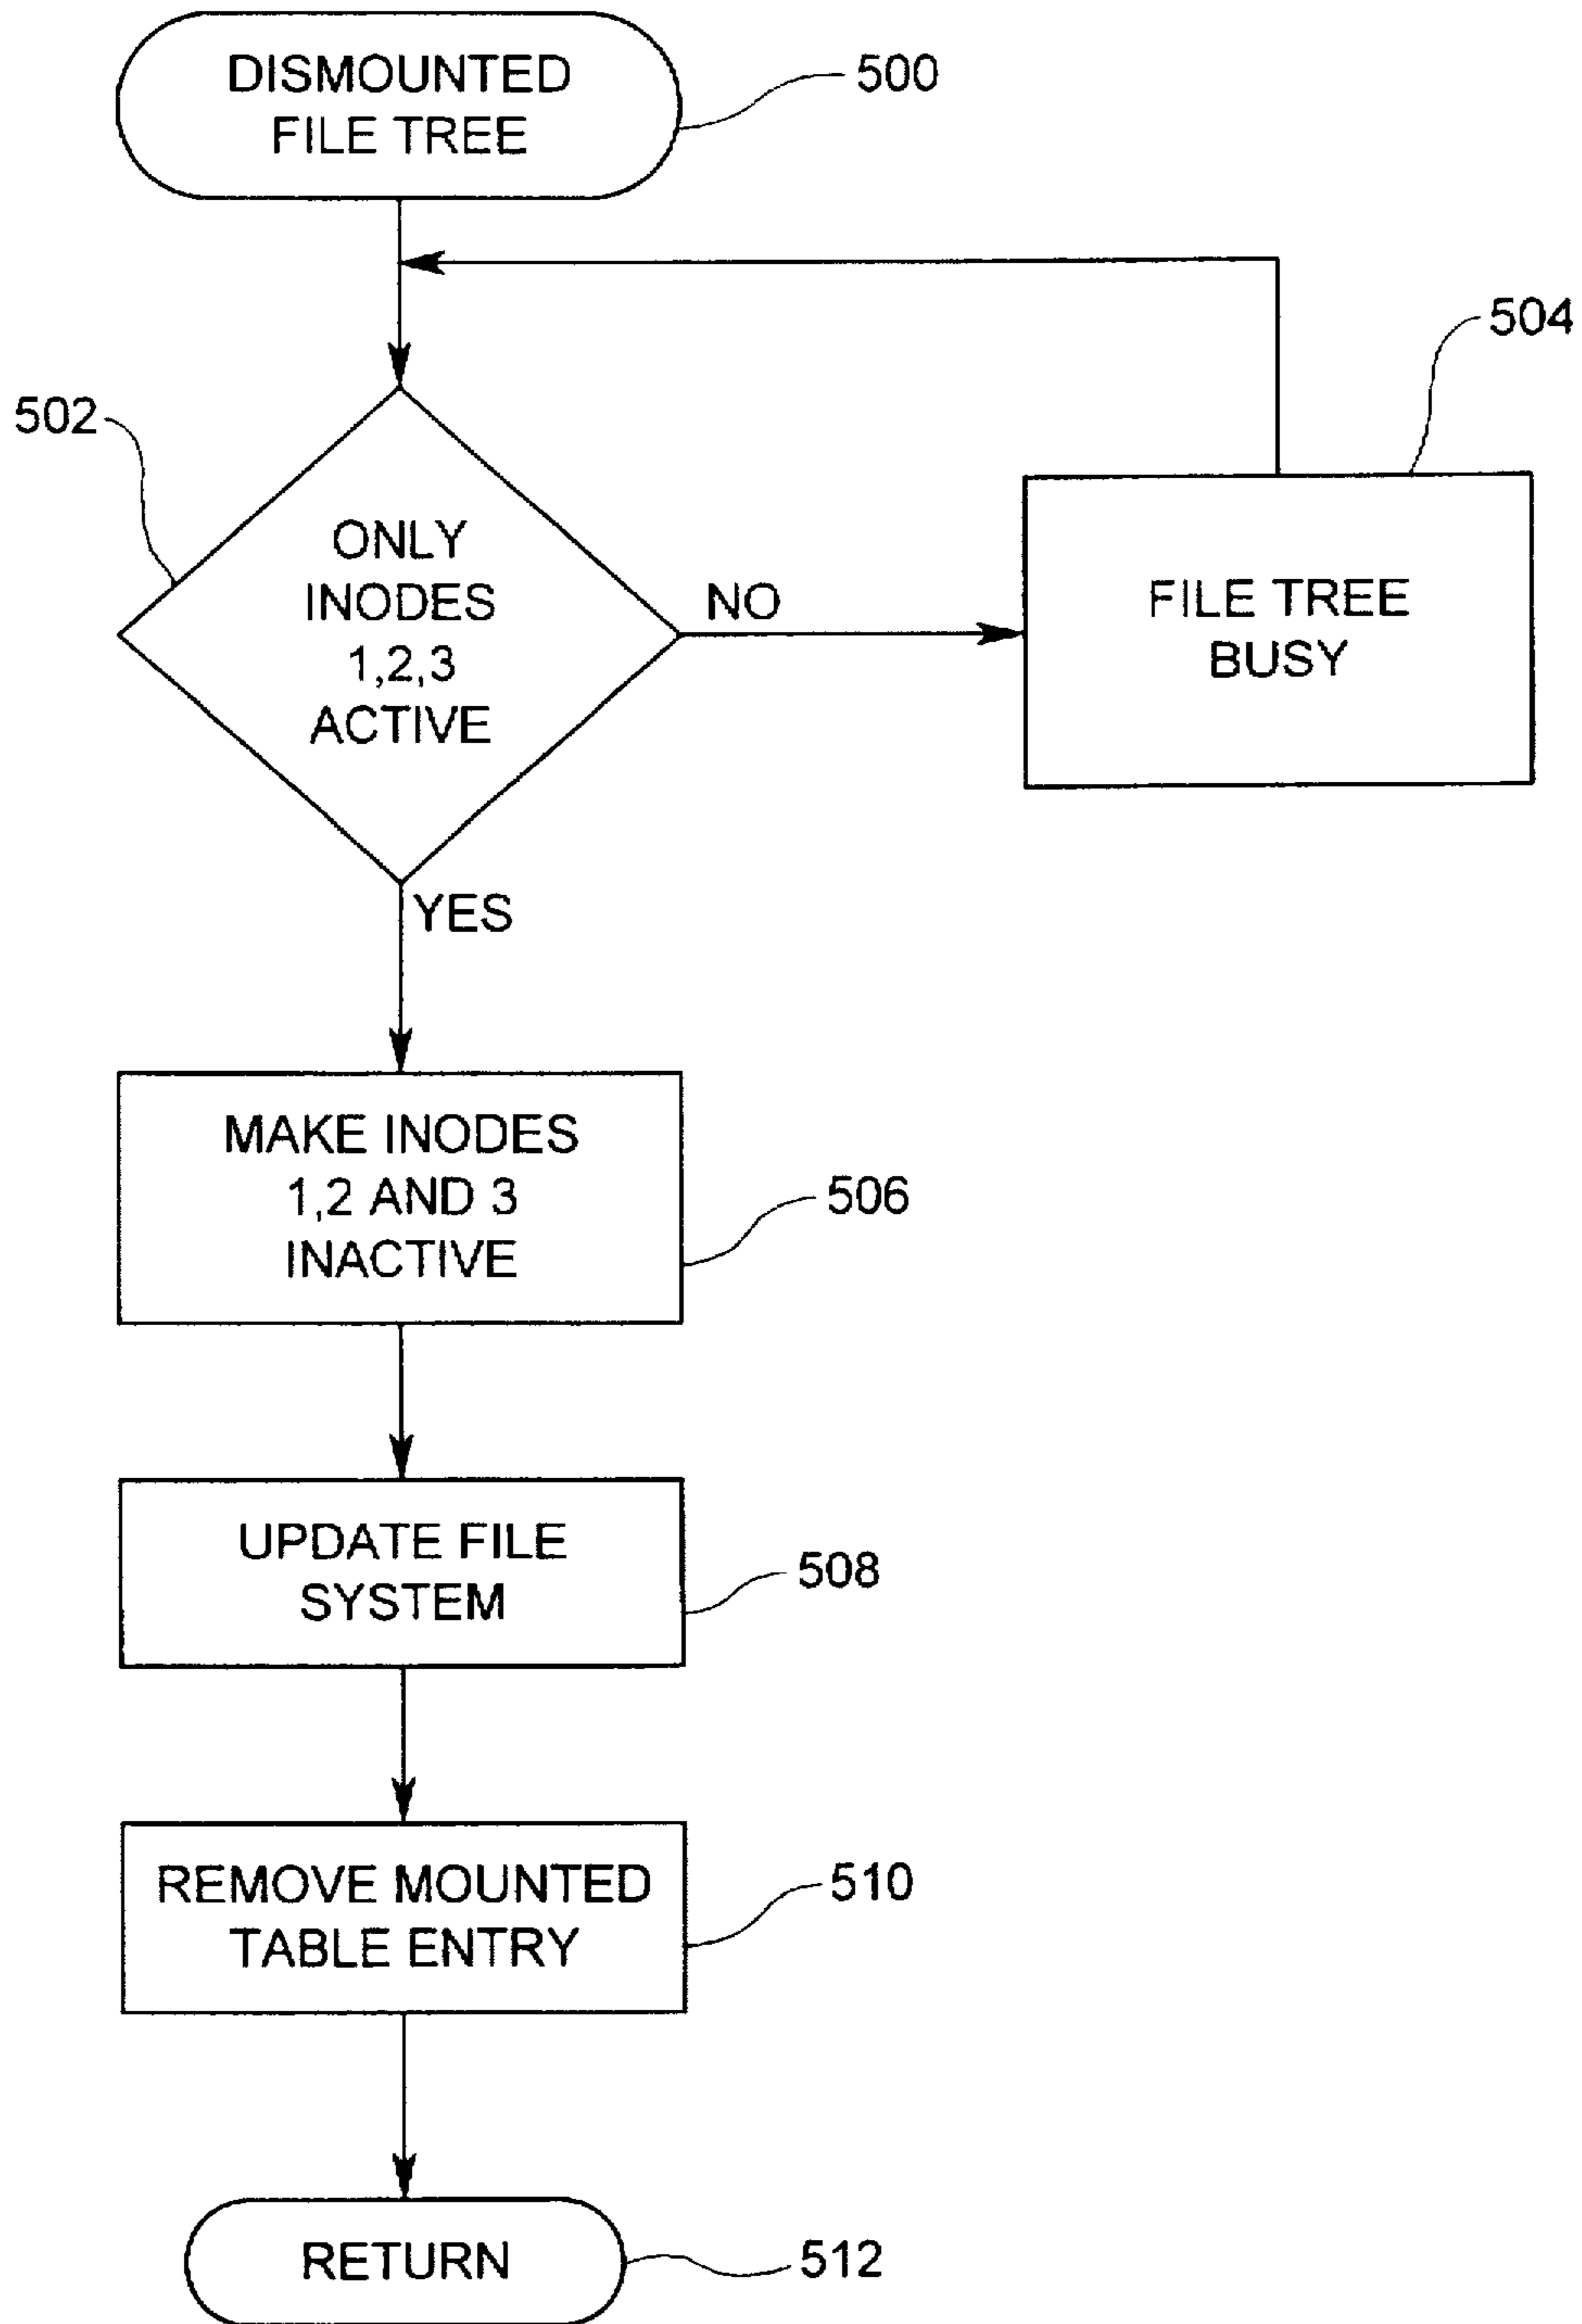 DISMOUNTED
FILE TREE
500
502
ONLY
INODES
1,2,3
ACTIVE
NO
504
FILE TREE
BUSY
YES
MAKE INODES
1,2 AND 3
INACTIVE
506
UPDATE FILE
SYSTEM
508
REMOVE MOUNTED
TABLE ENTRY
510
RETURN
512